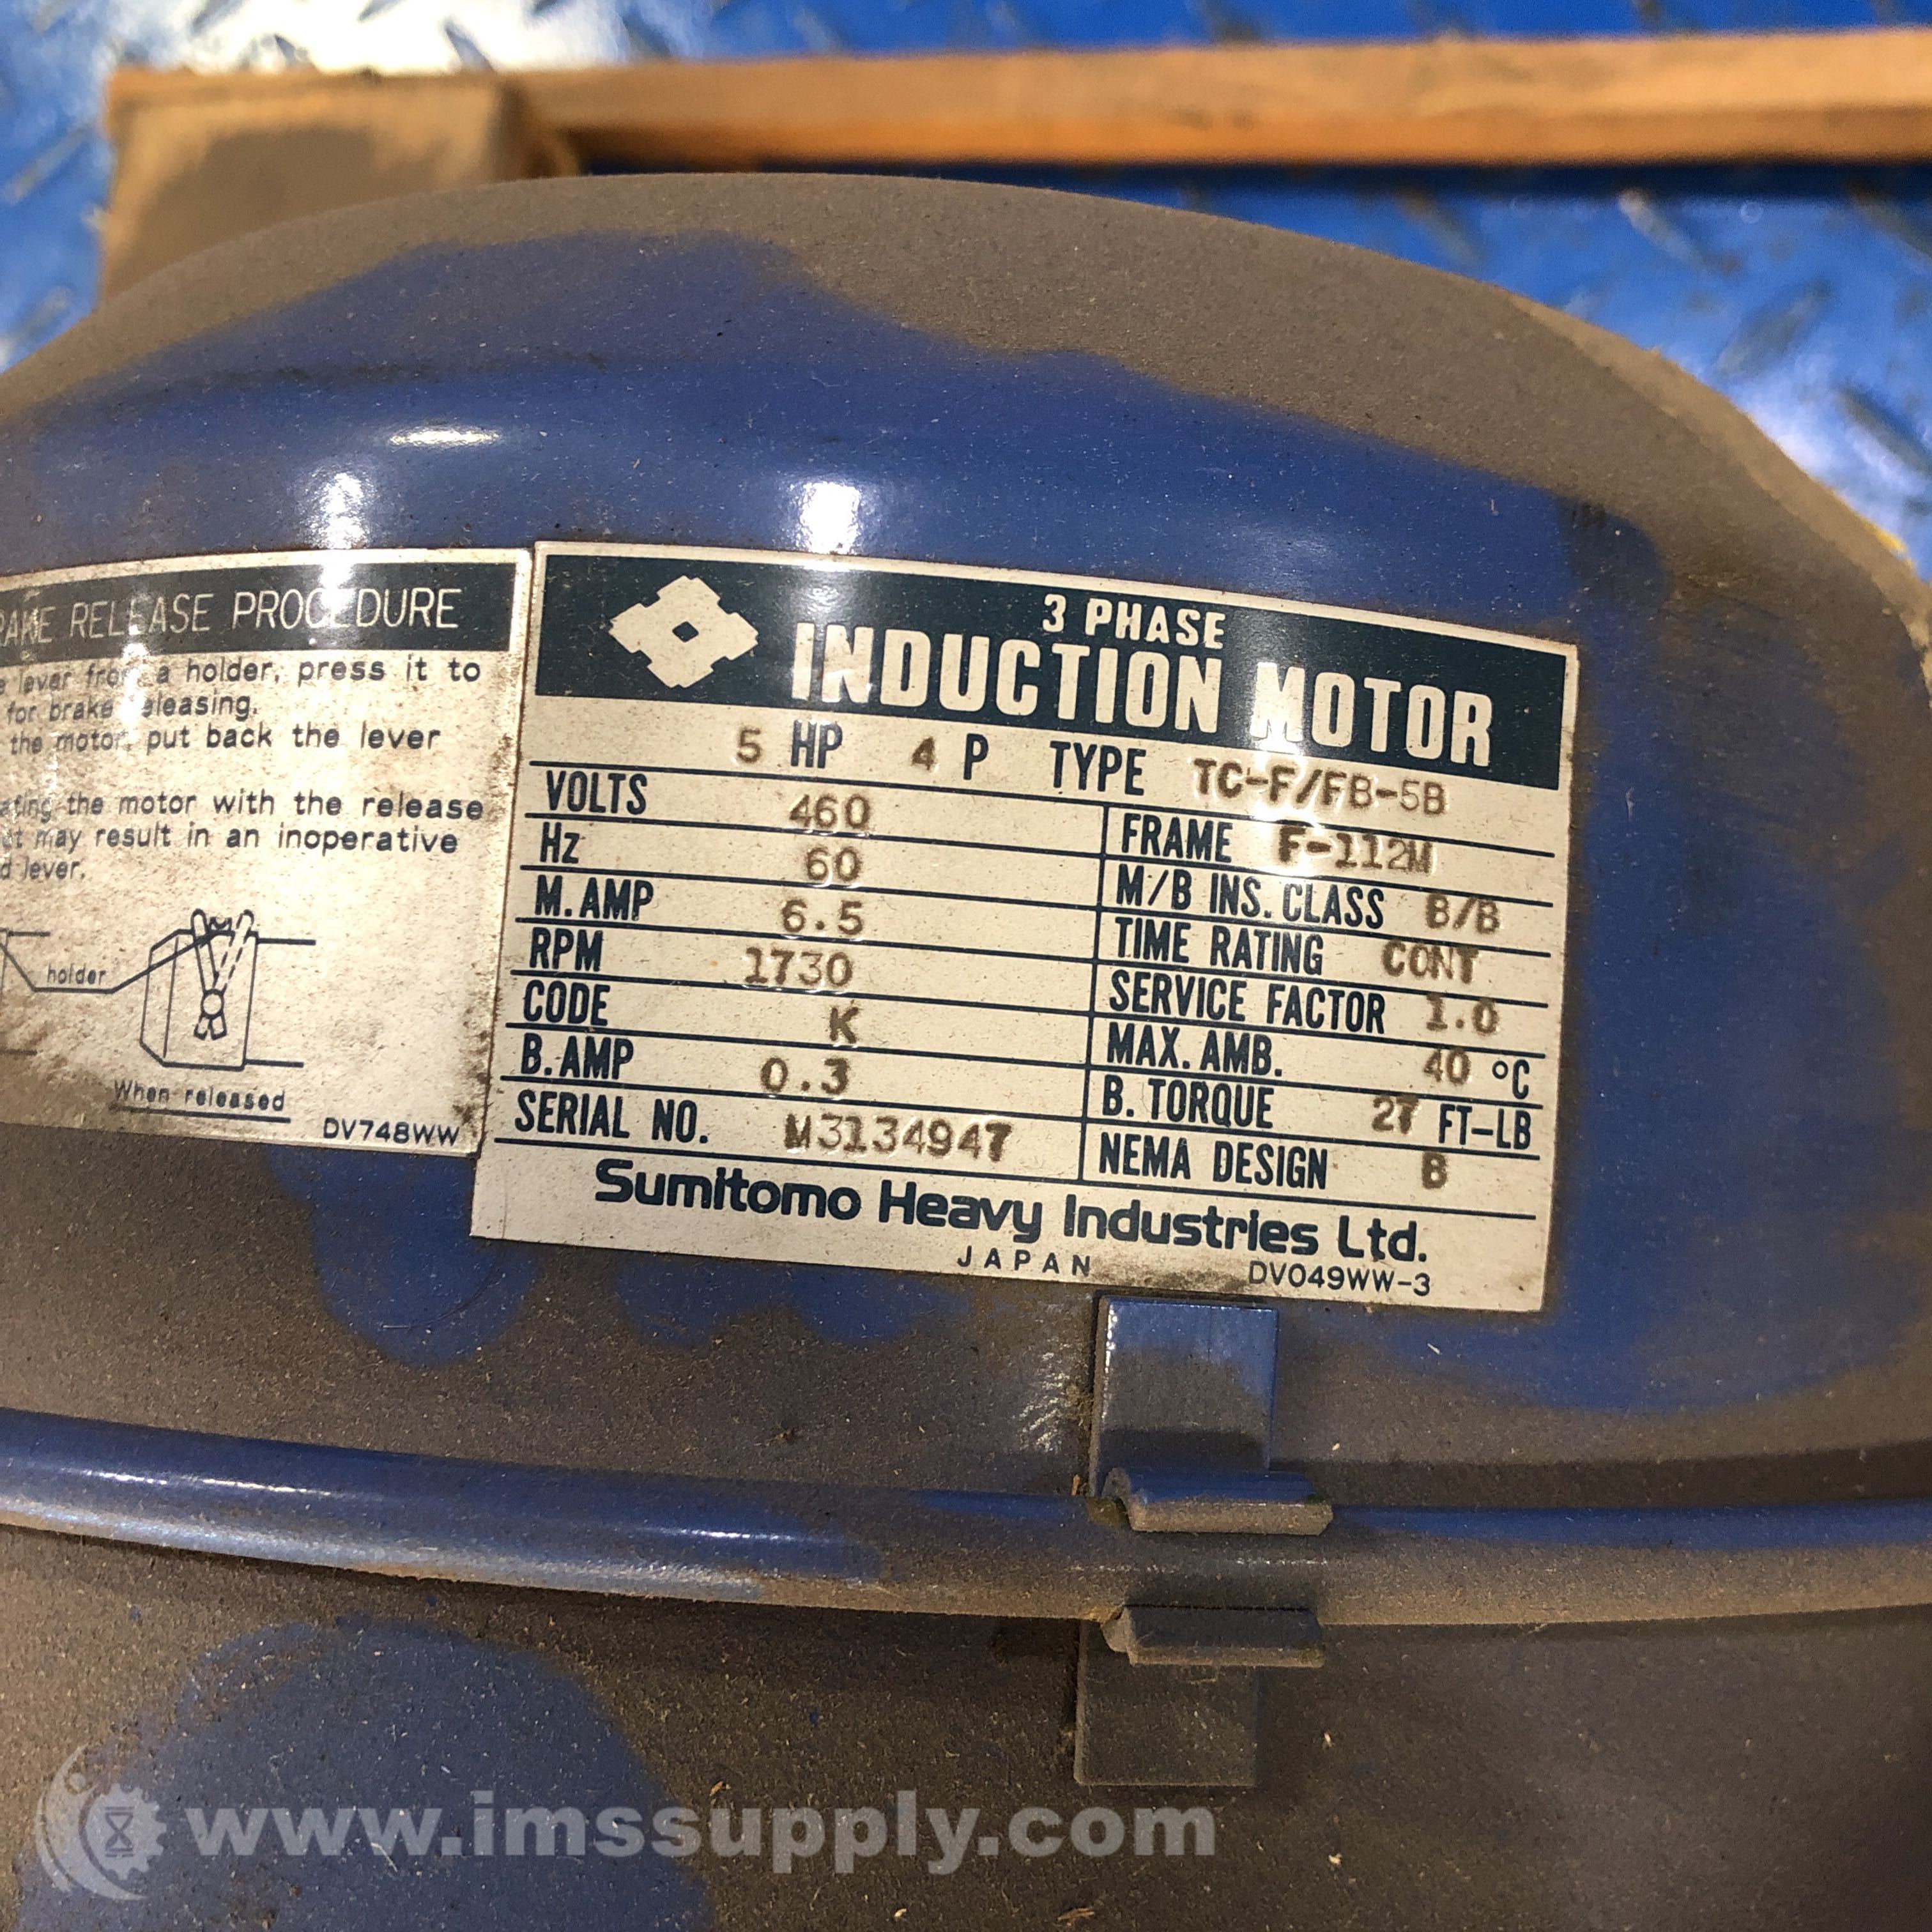 RELEASE PROCEDURE
lever from a holder, press it to
for brake releasing.
the motor, put back the lever
the motor with the release
may result in an inoperative
lever.
holder
When released
DV748WW
3 PHASE
INDUCTION MOTOR
5 HP 4 P TYPE TC-F/FB-5B
VOLTS 460 FRAME F-112M
Hz 60 M/B INS. CLASS B/B
M. AMP 6.5 TIME RATING CONT
RPM 1730 SERVICE FACTOR 1.0
CODE K MAX. AMB. 40 °C
B. AMP 0.3 B. TORQUE 27 FT-LB
SERIAL NO. M3134947 NEMA DESIGN B
Sumitomo Heavy Industries Ltd.
JAPAN DV049WW-3
www.imssupply.com